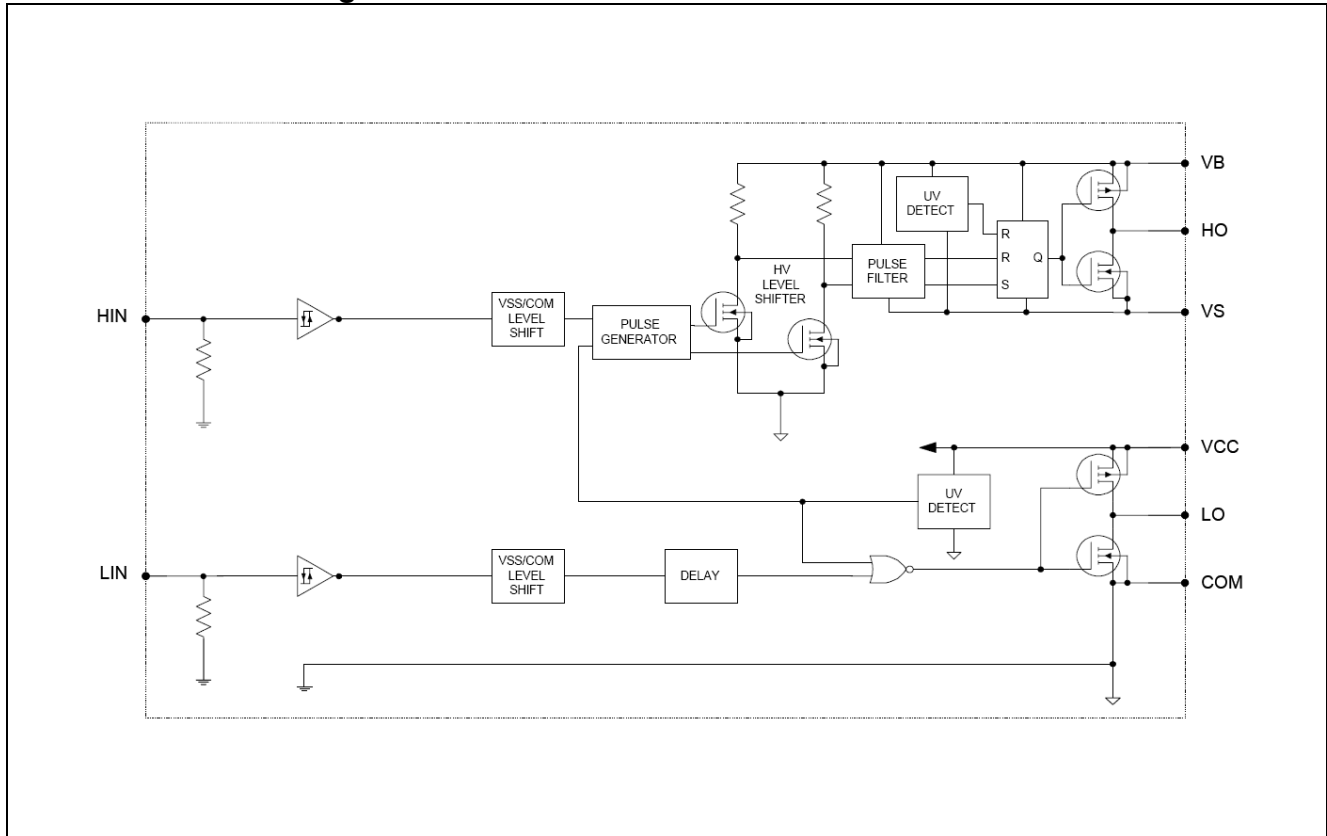 VB
UV
DETECT
R
HO
R
Q
PULSE
FILTER
HV
LEVEL
SHIFTER
S
HIN
VSS/COM
LEVEL
SHIFT
PULSE
GENERATOR
VS
VCC
UV
DETECT
LO
LIN
VSS/COM
LEVEL
SHIFT
DELAY
COM